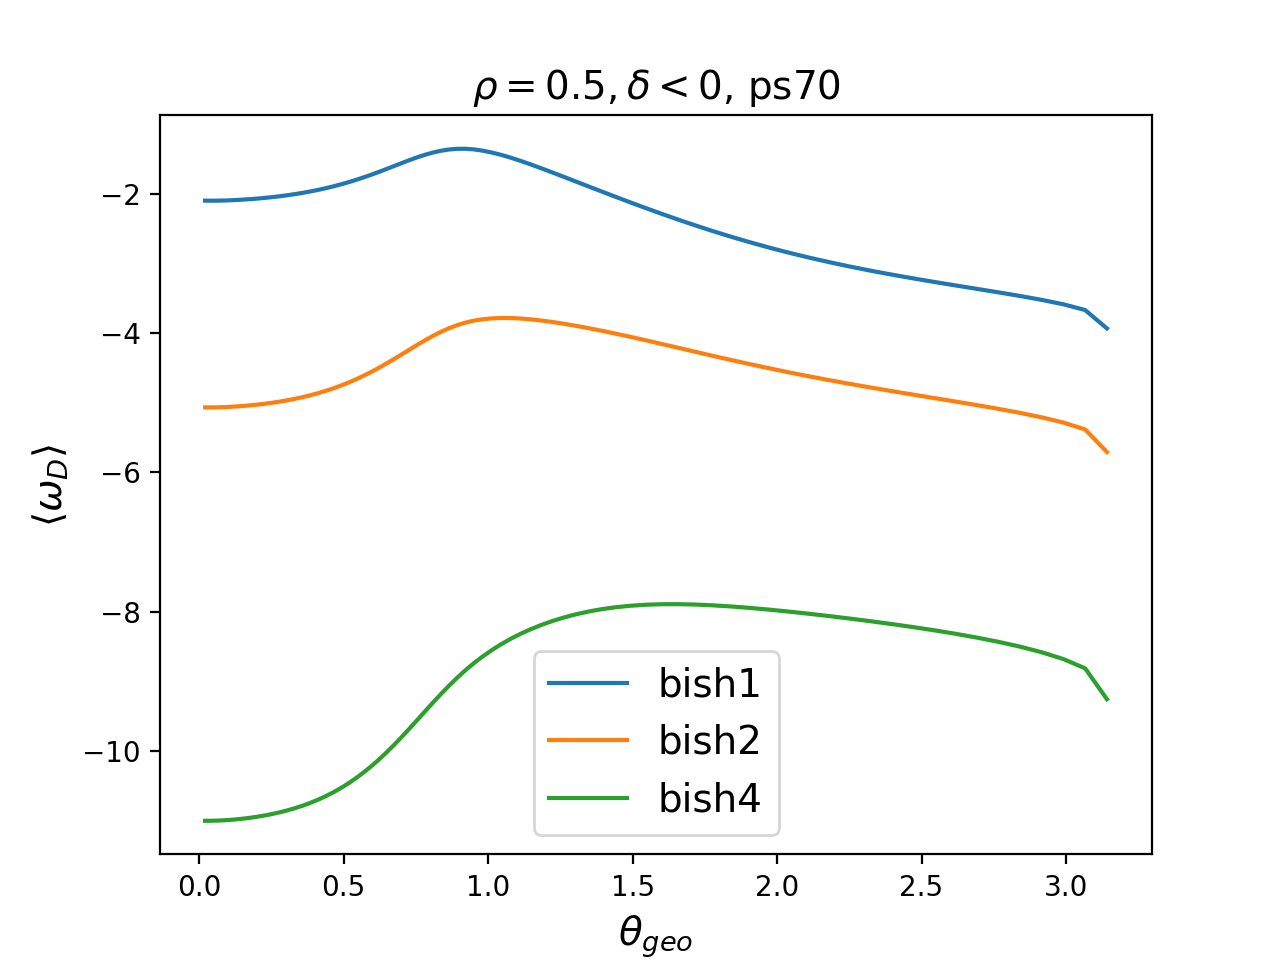 ρ = 0.5, δ < 0, ps70
⟨ω_D⟩
−2
−4
−6
−8
−10
bish1
bish2
bish4
0.0 0.5 1.0 1.5 2.0 2.5 3.0
θ_geo